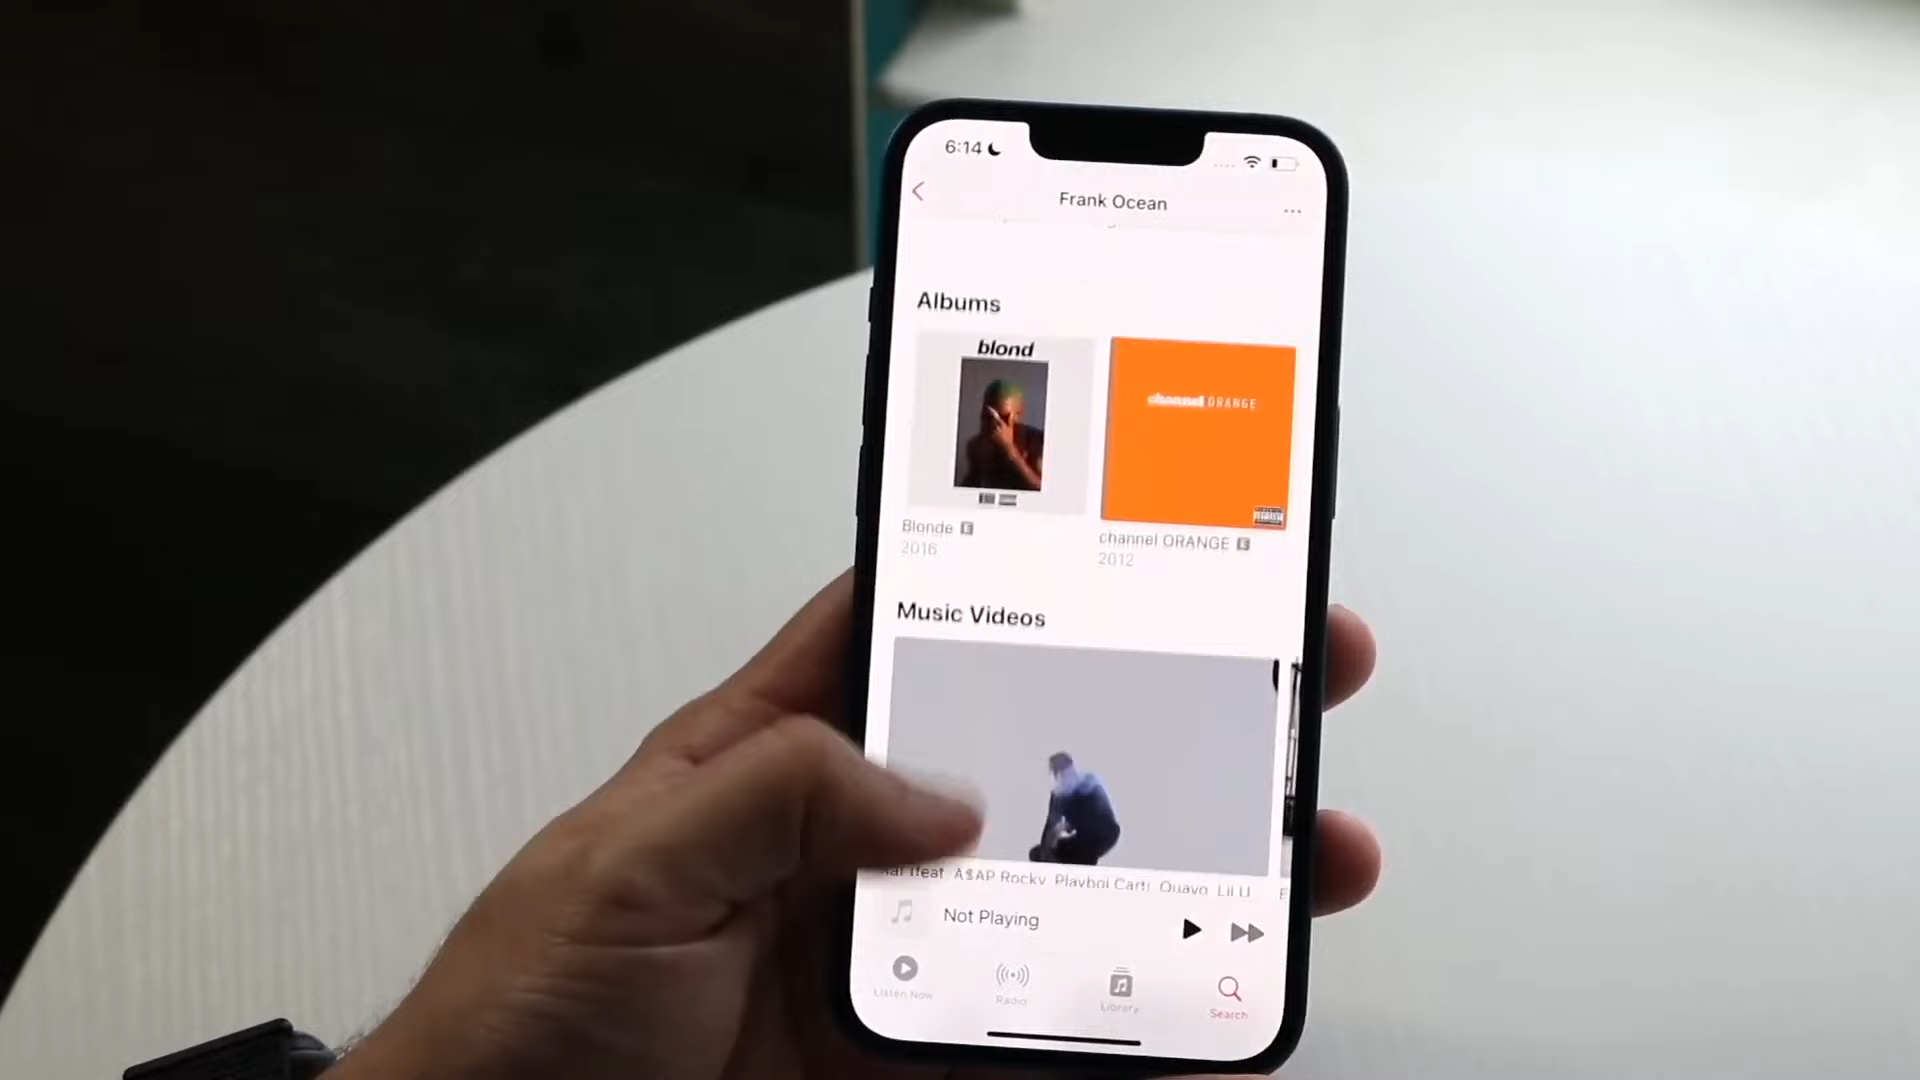 6:14
Frank Ocean
Albums
blond
channel ORANGE
Blonde E
2016
channel ORANGE E
2012
Music Videos
A$AP Rocky, Playboi Carti, Quavo, Lil U
Not Playing
Listen Now
Radio
Library
Search